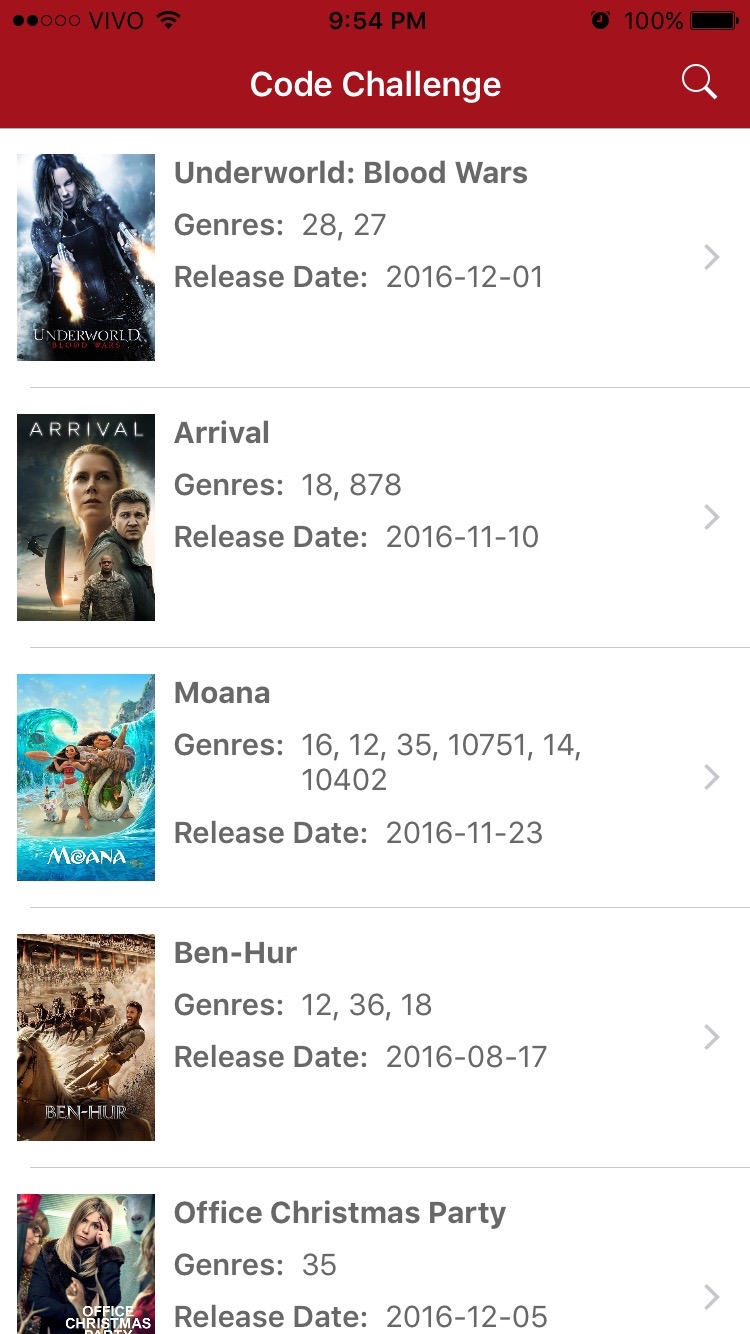 VIVO 9:54 PM 100%
Code Challenge
Underworld: Blood Wars
Genres: 28, 27
Release Date: 2016-12-01
UNDERWORLD
BLOOD WARS
ARRIVAL
Arrival
Genres: 18, 878
Release Date: 2016-11-10
Moana
Genres: 16, 12, 35, 10751, 14,
10402
Release Date: 2016-11-23
MOANA
Ben-Hur
Genres: 12, 36, 18
Release Date: 2016-08-17
BEN-HUR
Office Christmas Party
Genres: 35
Release Date: 2016-12-05
OFFICE
CHRISTMAS
PARTY